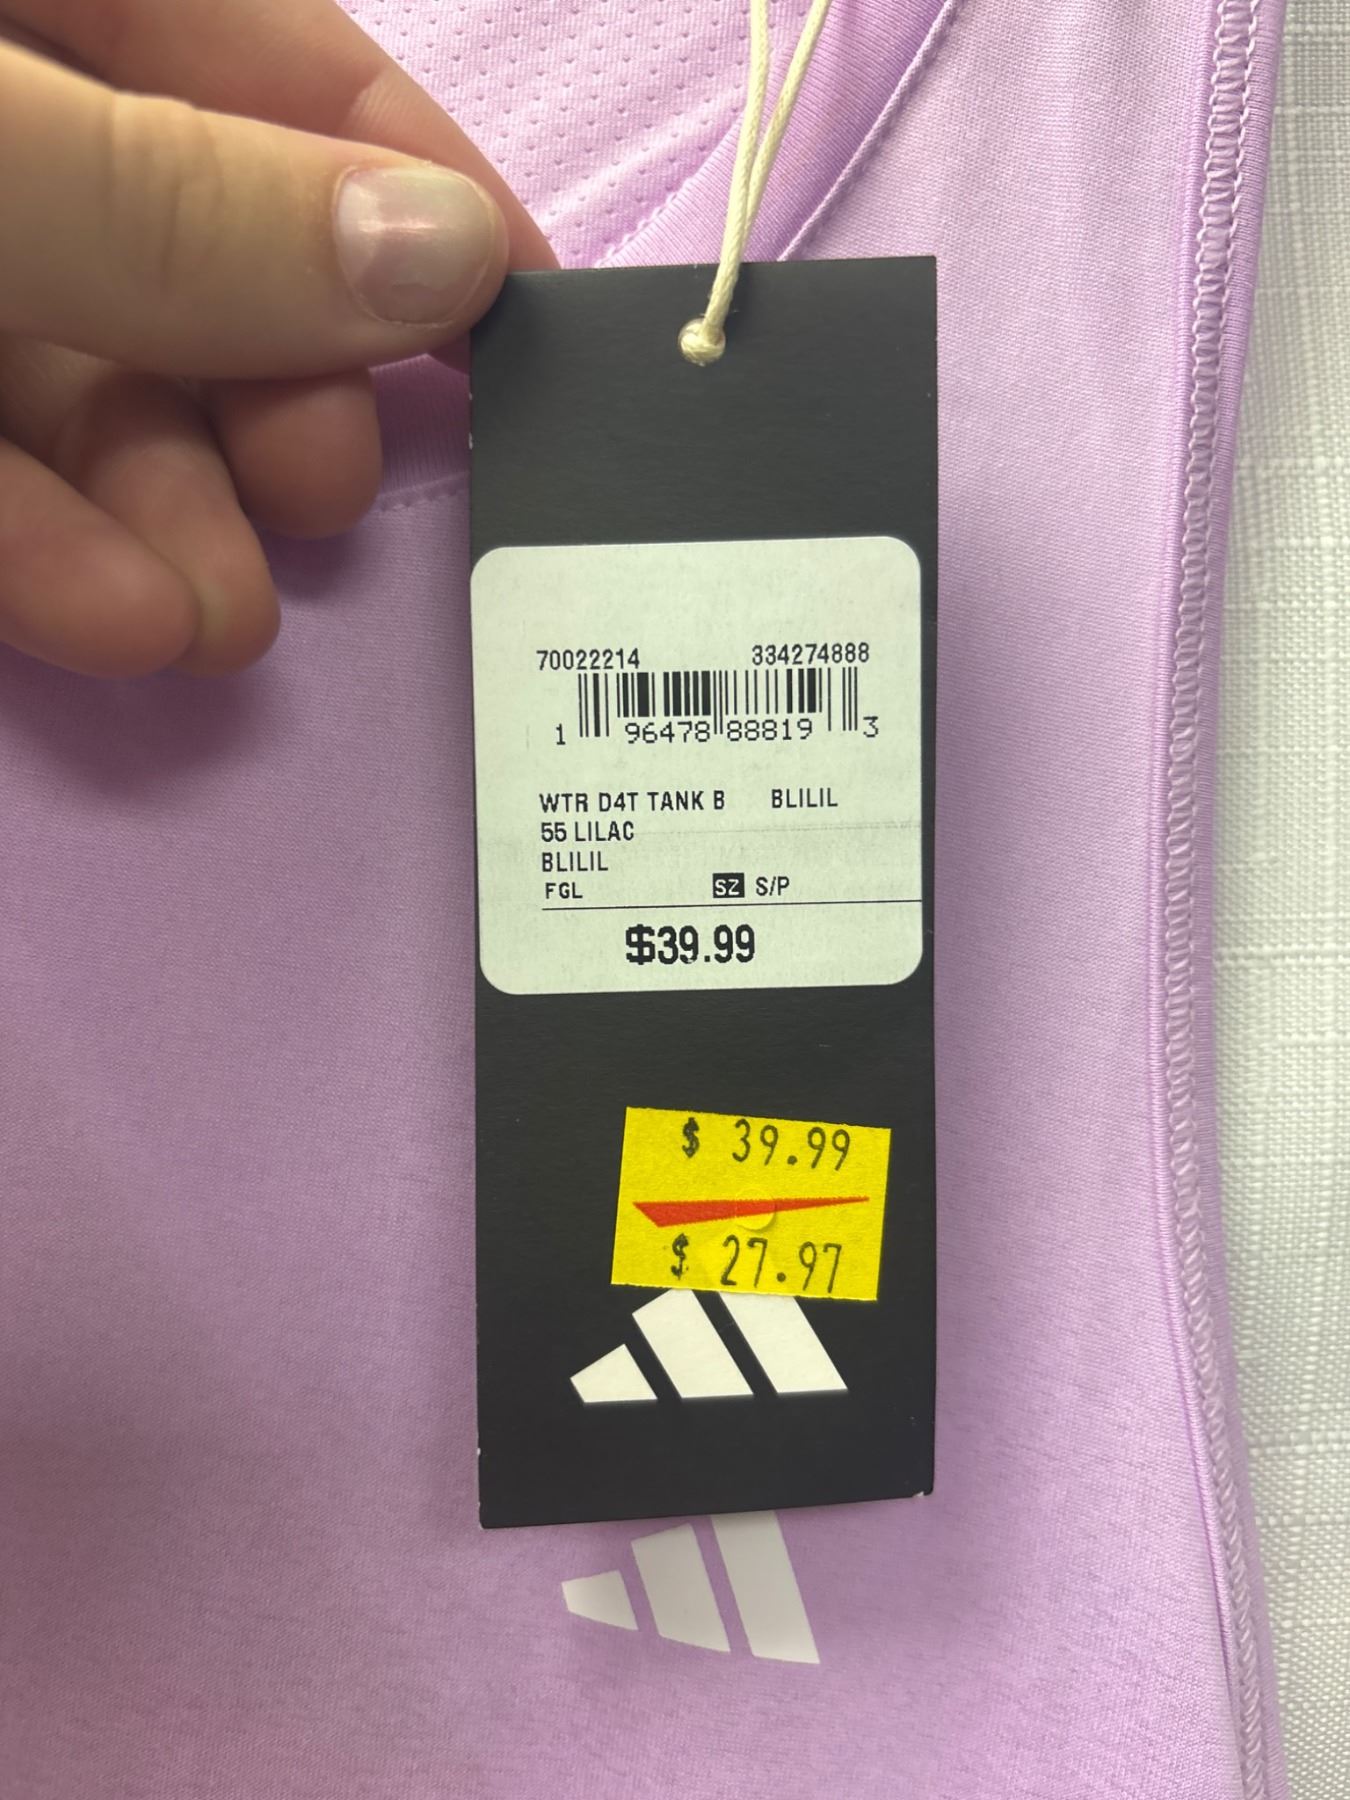 70022214 334274888
1 96478 88819 3
WTR D4T TANK B BLILIL
55 LILAC
BLILIL
FGL SZ S/P
$39.99
$ 39.99
$ 27.97